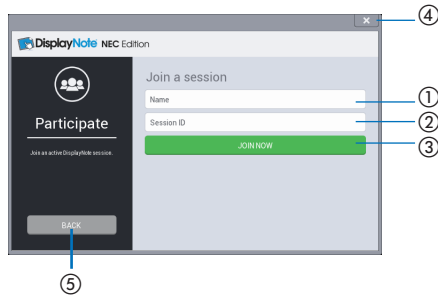 ④
×
DisplayNote NEC Edition
Participate
Join an active DisplayNote session.
BACK
Join a session
Name
Session ID
JOIN NOW
①
②
③
⑤